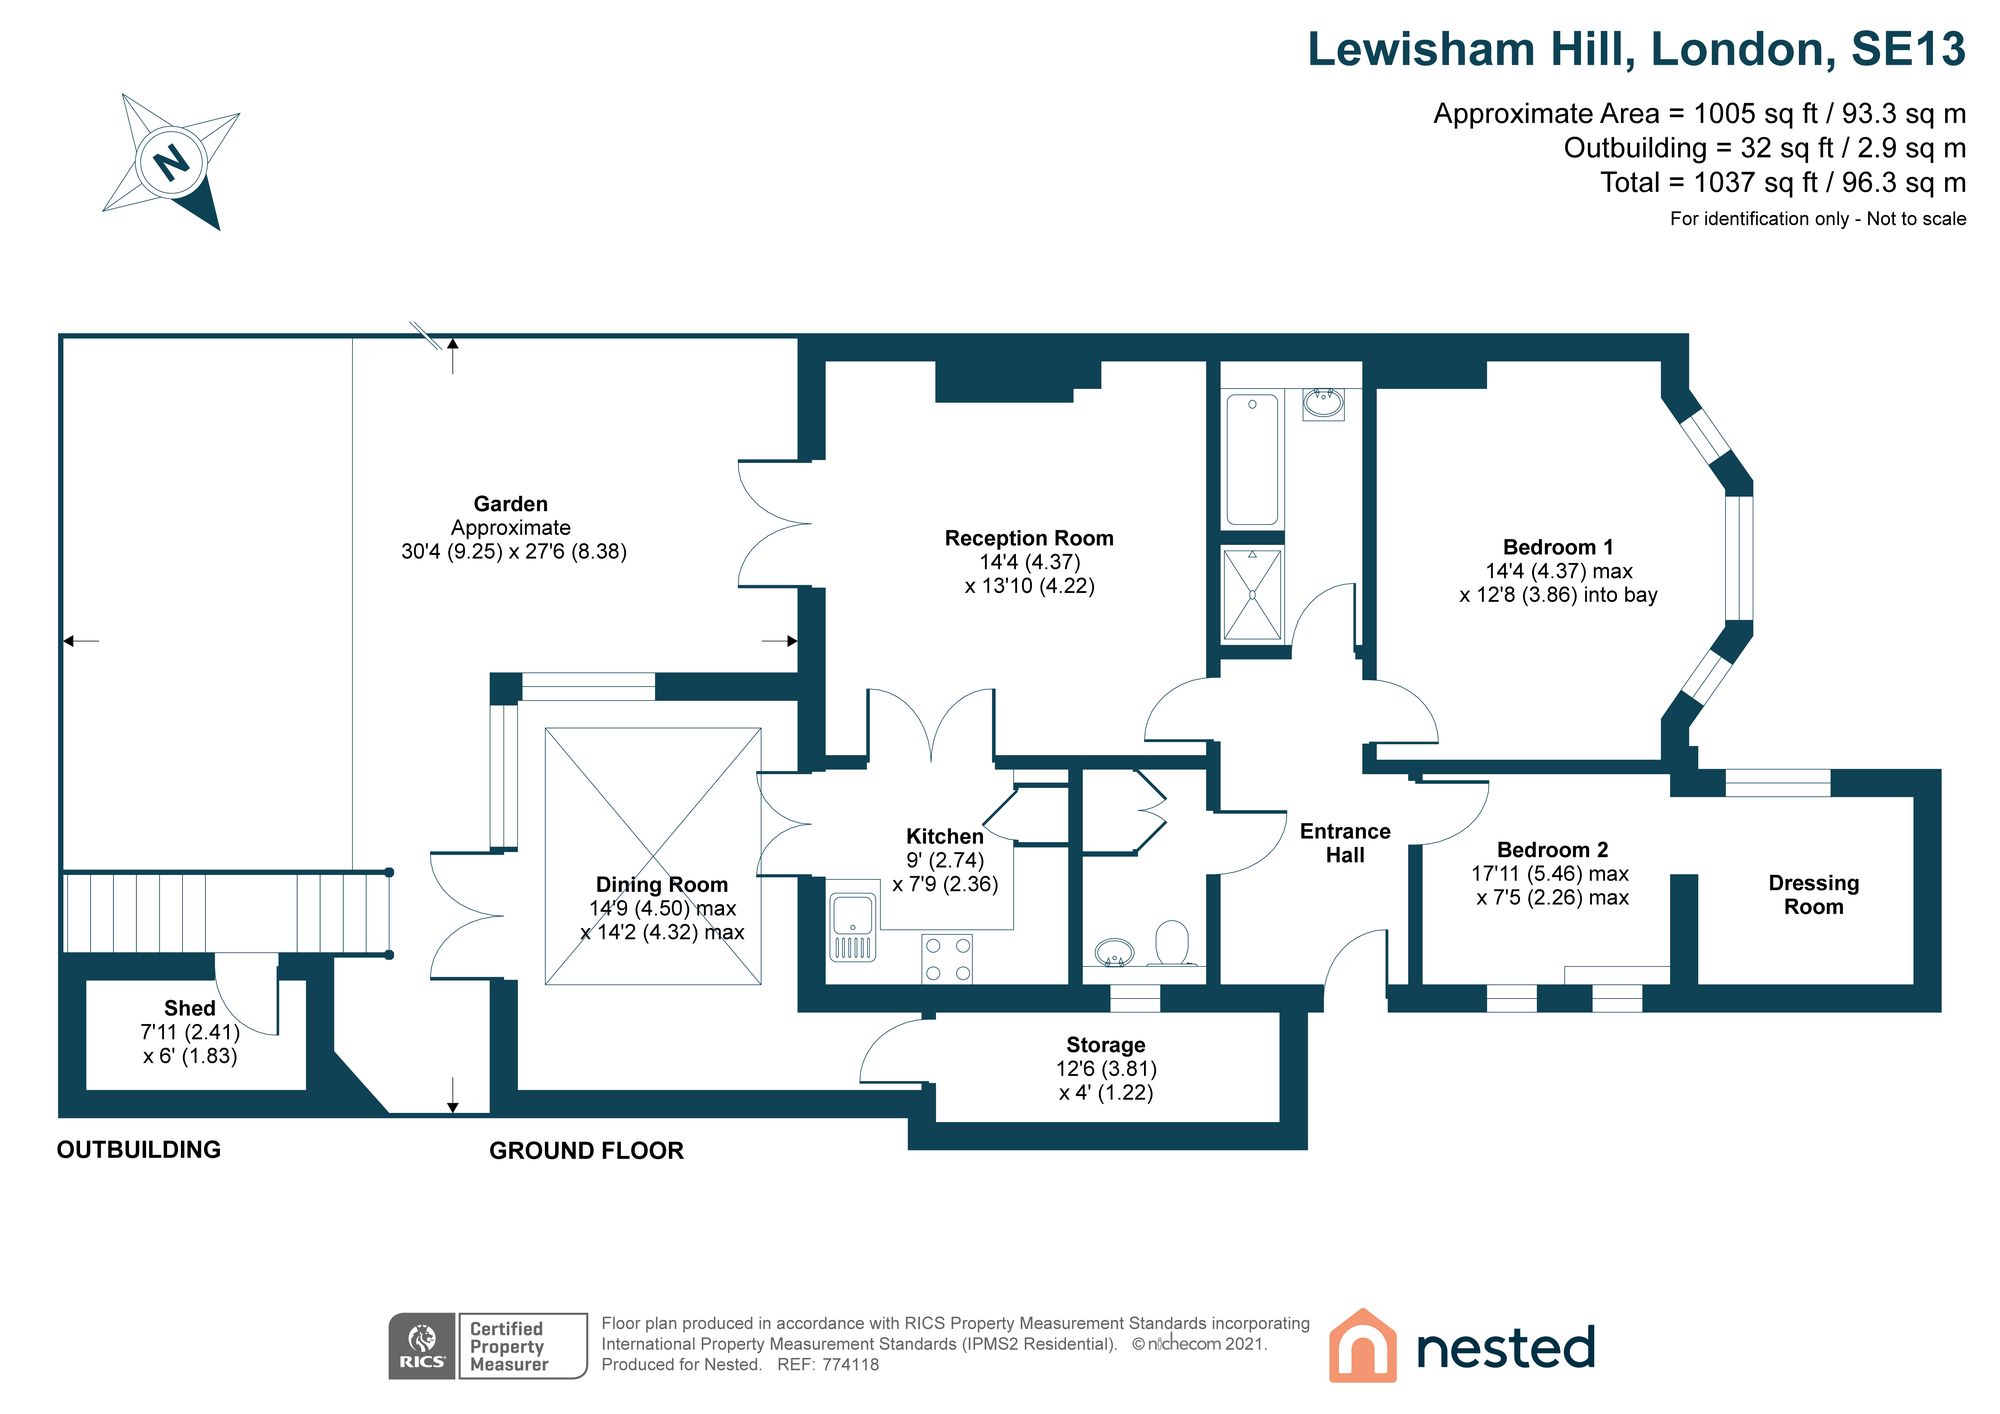 Lewisham Hill, London, SE13
Approximate Area = 1005 sq ft / 93.3 sq m
Outbuilding = 32 sq ft / 2.9 sq m
Total = 1037 sq ft / 96.3 sq m
For identification only - Not to scale
N
Garden
Approximate
30'4 (9.25) x 27'6 (8.38)
Reception Room
14'4 (4.37)
x 13'10 (4.22)
Bedroom 1
14'4 (4.37) max
x 12'8 (3.86) into bay
Dining Room
14'9 (4.50) max
x 14'2 (4.32) max
Kitchen
9' (2.74)
x 7'9 (2.36)
Entrance
Hall
Bedroom 2
17'11 (5.46) max
x 7'5 (2.26) max
Dressing
Room
Shed
7'11 (2.41)
x 6' (1.83)
Storage
12'6 (3.81)
x 4' (1.22)
OUTBUILDING
GROUND FLOOR
RICS
Certified
Property
Measurer
Floor plan produced in accordance with RICS Property Measurement Standards incorporating
International Property Measurement Standards (IPMS2 Residential). © nichecom 2021.
Produced for Nested. REF: 774118
nested